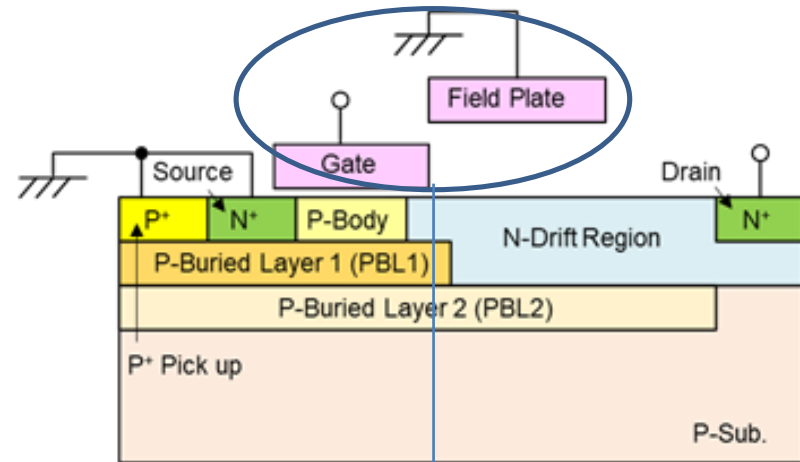 Field Plate
Gate
Source
Drain
P⁺
N⁺
P-Body
N-Drift Region
N⁺
P-Buried Layer 1 (PBL1)
P-Buried Layer 2 (PBL2)
P⁺ Pick up
P-Sub.